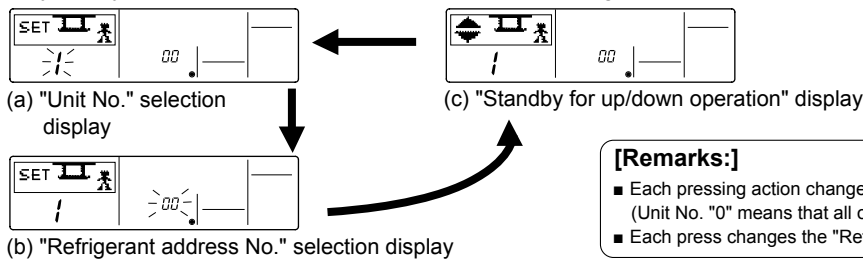 SET
1
00
1
00
(a) "Unit No." selection
display
(c) "Standby for up/down operation" display
SET
1
00
(b) "Refrigerant address No." selection display
[Remarks:]
■ Each pressing action change
(Unit No. "0" means that all
■ Each press changes the